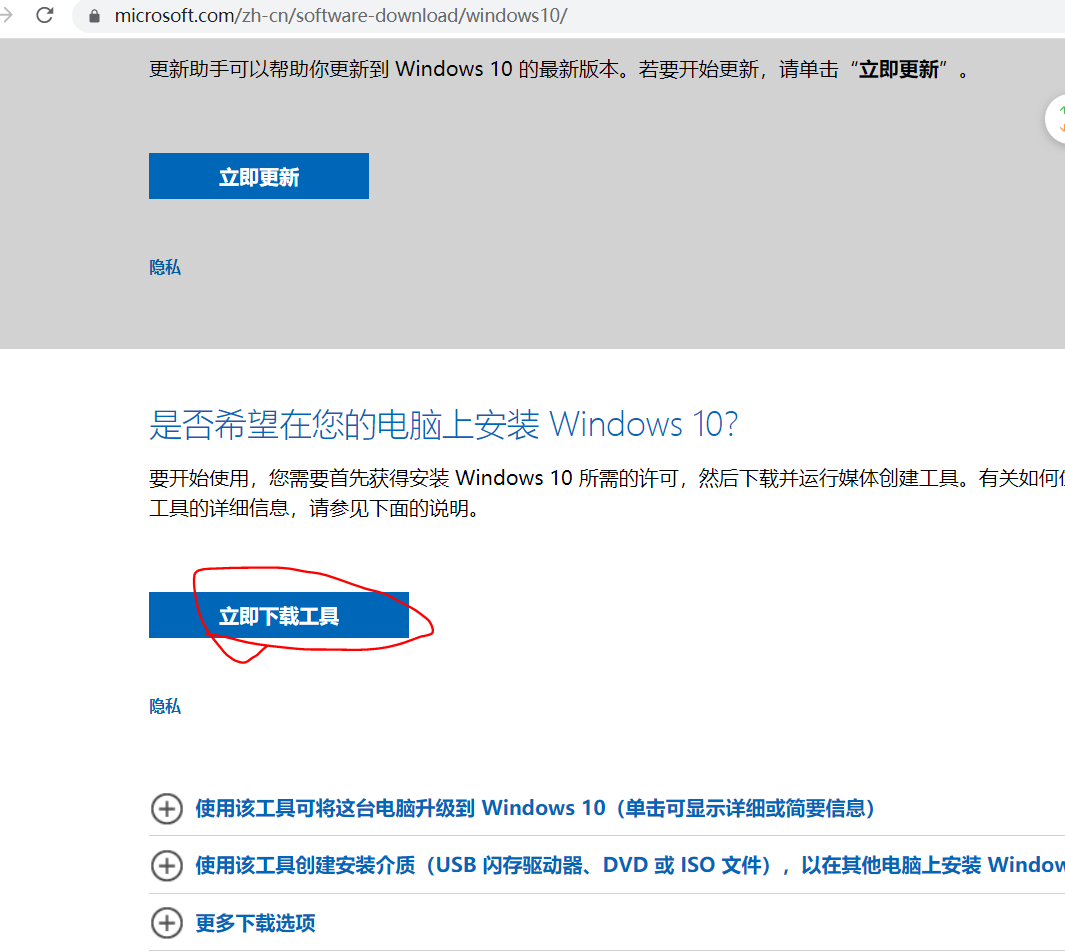 microsoft.com/zh-cn/software-download/windows10/
更新助手可以帮助你更新到 Windows 10 的最新版本。若要开始更新，请单击“立即更新”。
立即更新
隐私
是否希望在您的电脑上安装 Windows 10?
要开始使用，您需要首先获得安装 Windows 10 所需的许可，然后下载并运行媒体创建工具。有关如何
工具的详细信息，请参见下面的说明。
立即下载工具
隐私
使用该工具可将这台电脑升级到 Windows 10（单击可显示详细或简要信息）
使用该工具创建安装介质（USB 闪存驱动器、DVD 或 ISO 文件），以在其他电脑上安装 Window
更多下载选项